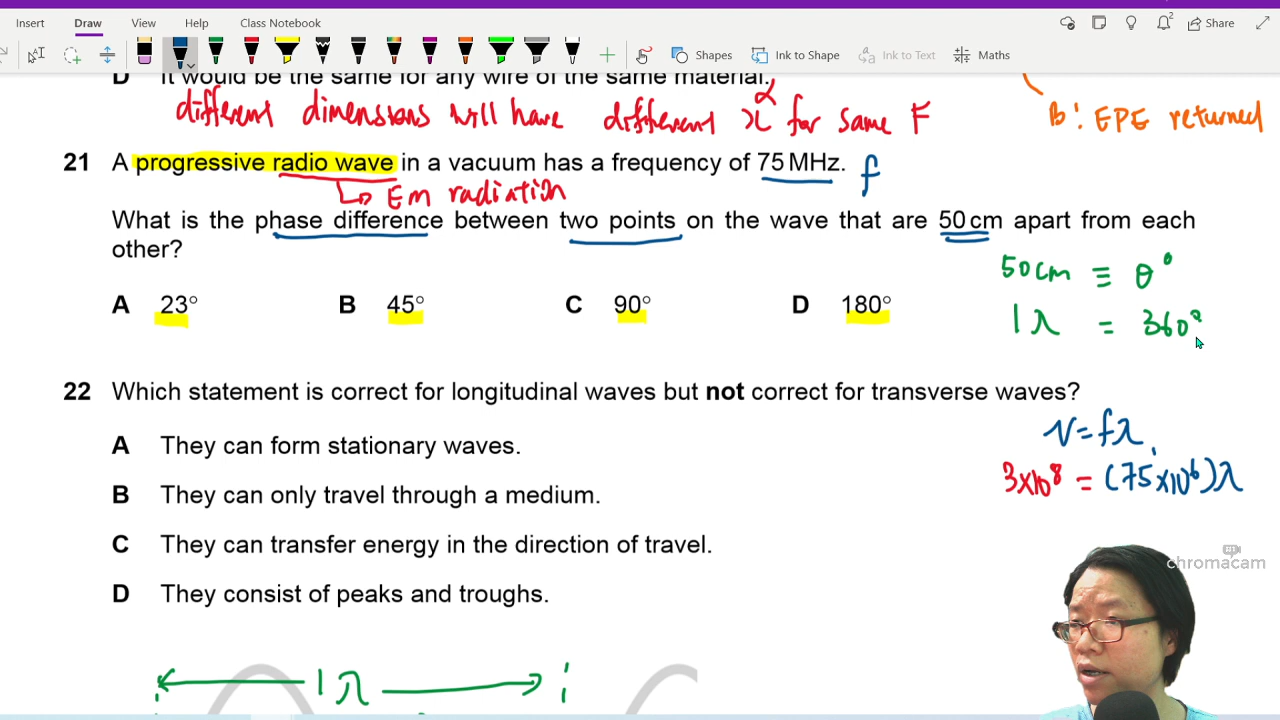 Insert Draw View Help Class Notebook Share
Shapes Ink to Shape Ink to Text Maths
D It would be the same for any wire of the same material.
different dimensions will have different x for same F
B: EPE returned
21 A progressive radio wave in a vacuum has a frequency of 75 MHz. f
↳ Em radiation
What is the phase difference between two points on the wave that are 50 cm apart from each
other?
50cm ≡ θ°
A 23° B 45° C 90° D 180°
1λ = 360°
22 Which statement is correct for longitudinal waves but not correct for transverse waves?
v=fλ
A They can form stationary waves.
3×10⁸ = (75×10⁶)λ
B They can only travel through a medium.
C They can transfer energy in the direction of travel.
chromacam
D They consist of peaks and troughs.
1λ